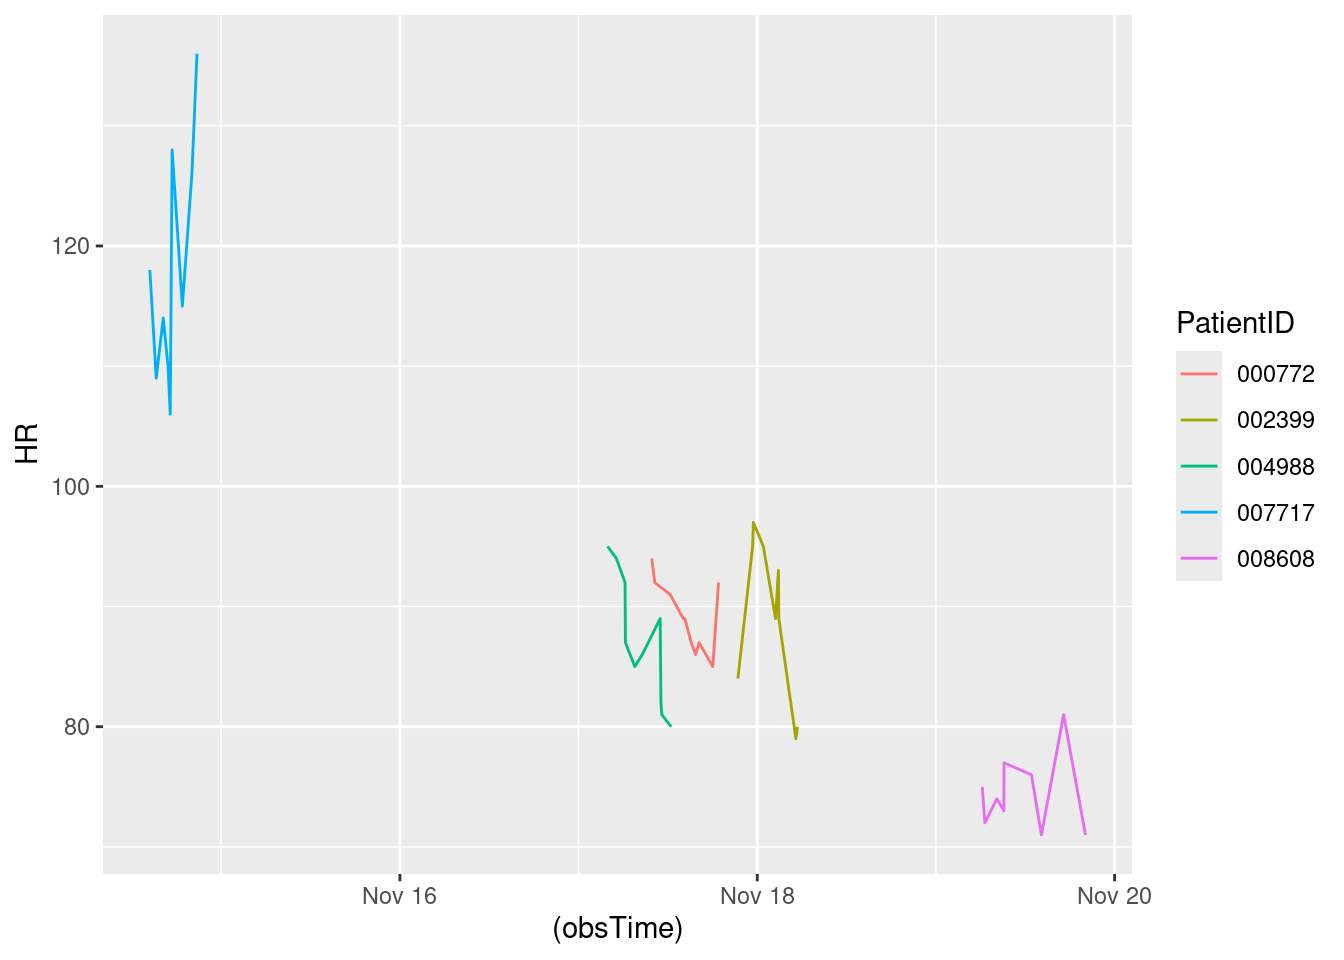 120
100
80
HR
Nov 16
Nov 18
Nov 20
(obsTime)
PatientID
000772
002399
004988
007717
008608